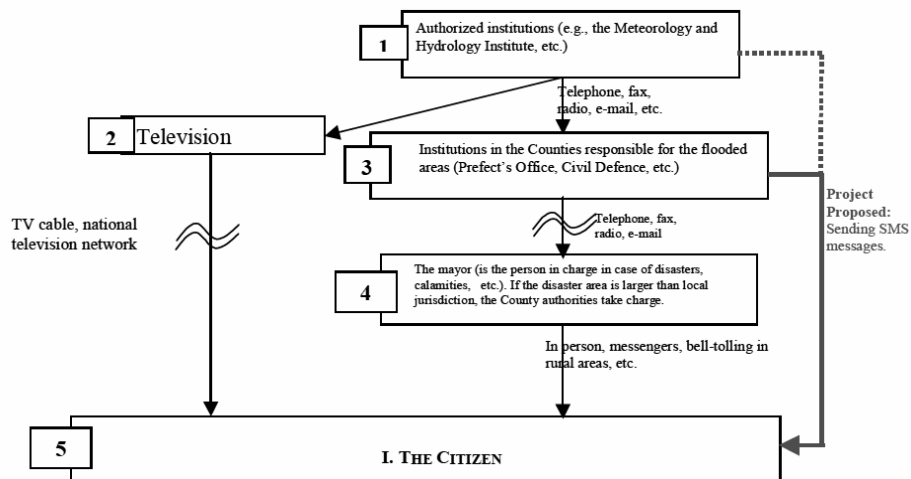 1
Authorized institutions (e.g., the Meteorology and
Hydrology Institute, etc.)
Telephone, fax,
radio, e-mail, etc.
2
Television
3
Institutions in the Counties responsible for the flooded
areas (Prefect's Office, Civil Defence, etc.)
TV cable, national
television network
Telephone, fax,
radio, e-mail
Project
Proposed:
Sending SMS
messages.
4
The mayor (is the person in charge in case of disasters,
calamities, etc.). If the disaster area is larger than local
jurisdiction, the County authorities take charge.
In person, messengers, bell-tolling in
rural areas, etc.
5
I. THE CITIZEN